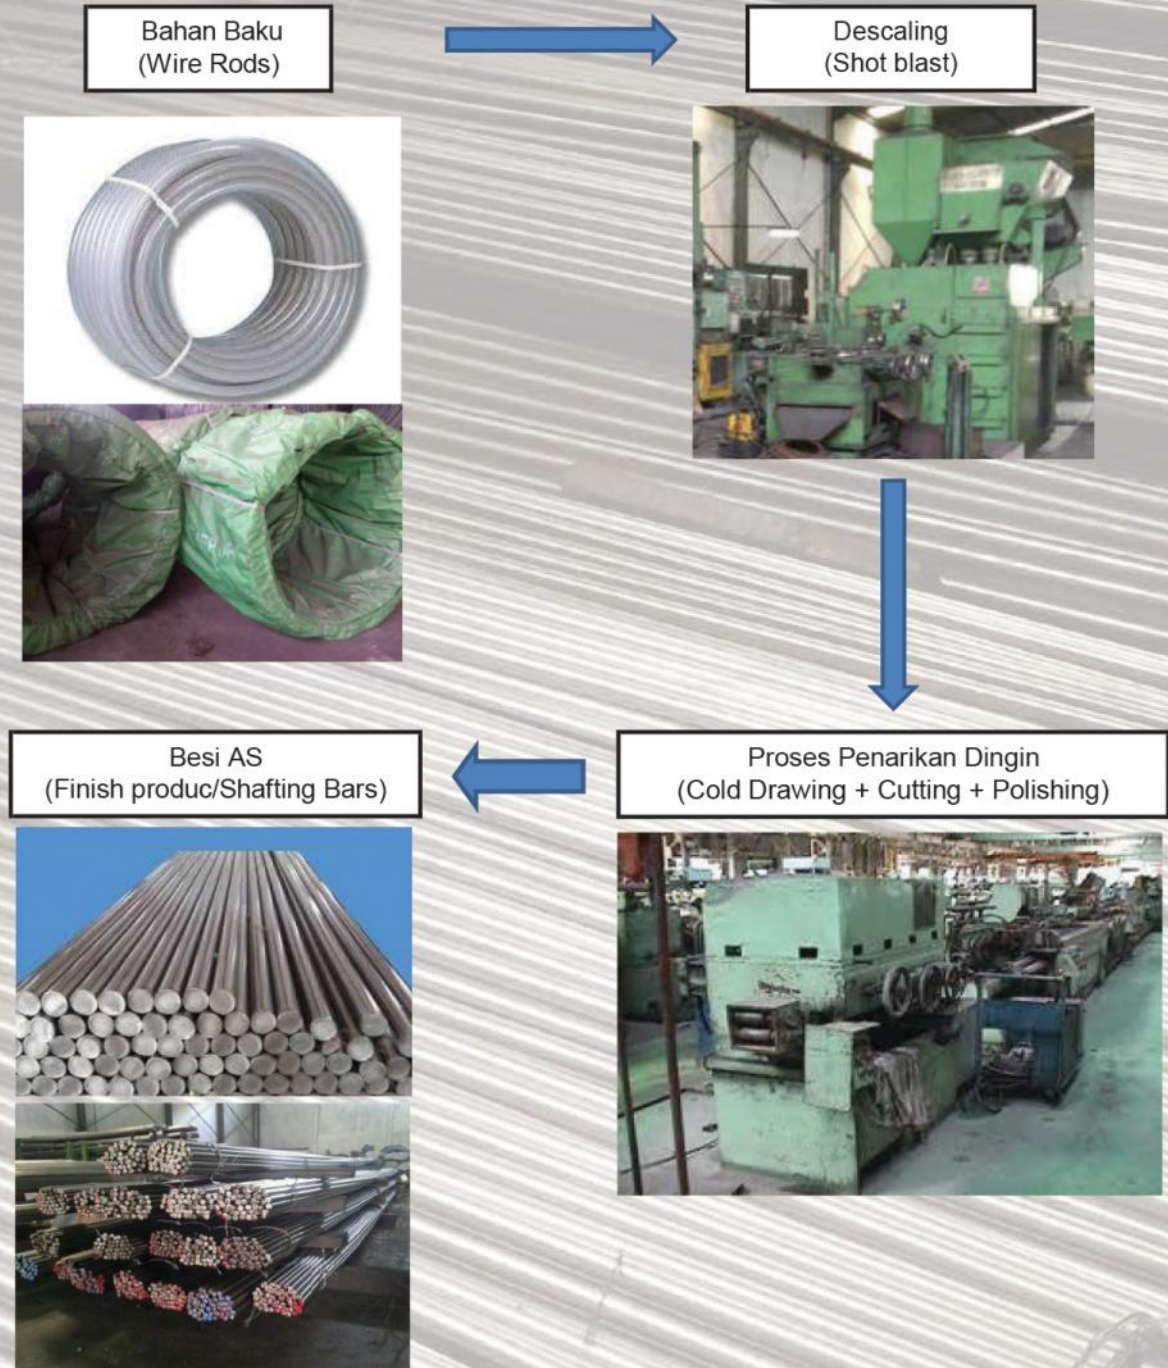 Bahan Baku
(Wire Rods)
Descaling
(Shot blast)
Proses Penarikan Dingin
(Cold Drawing + Cutting + Polishing)
Besi AS
(Finish produc/Shafting Bars)